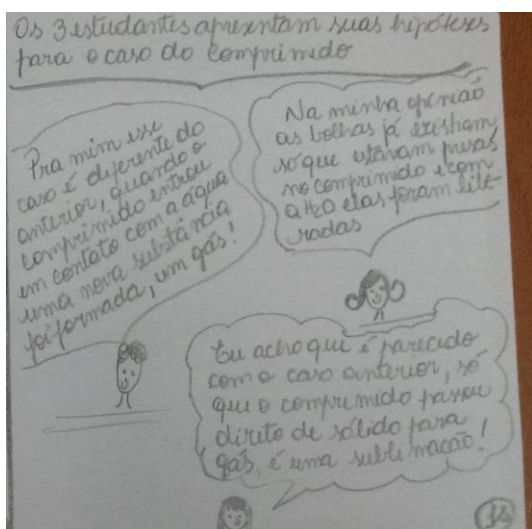 Os 3 estudantes apresentam suas hipóteses
para o caso do comprimido
Pra mim esse
caso é diferente do
anterior, quando o
comprimido entrou
em contato com a água
uma nova substância
foi formada, um gás!
Na minha opinião
as bolhas já existiam
só que estavam presas
no comprimido e com
a H2O elas foram libe-
radas
Eu acho que é parecido
com o caso anterior, só
que o comprimido passou
direto de sólido para
gás, é uma sublimação!